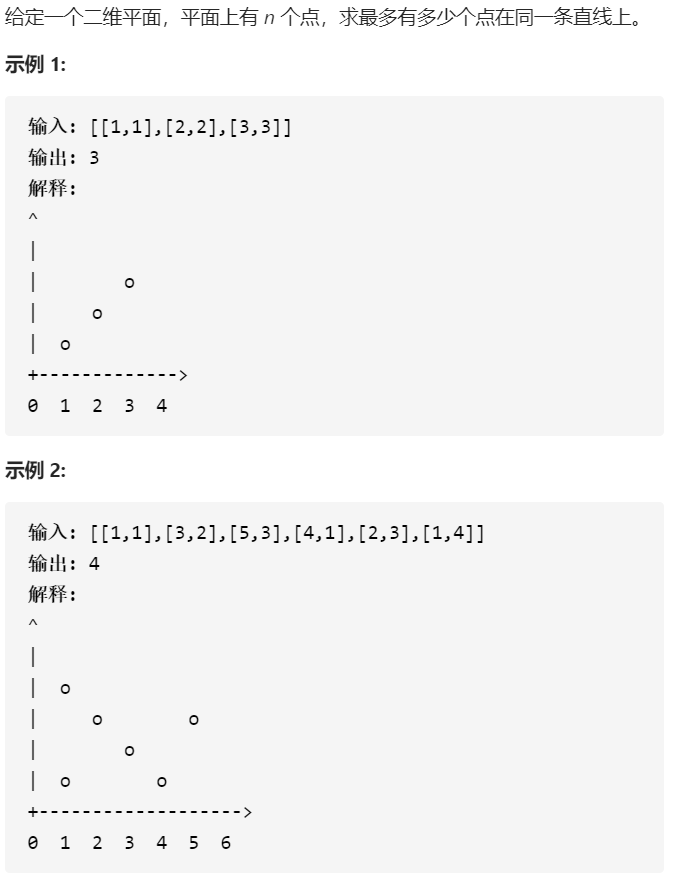 给定一个二维平面，平面上有 n 个点，求最多有多少个点在同一条直线上。
示例 1:
输入: [[1,1],[2,2],[3,3]]
输出: 3
解释:
^
|
|        o
|     o
|  o
+------------->
0  1  2  3  4
示例 2:
输入: [[1,1],[3,2],[5,3],[4,1],[2,3],[1,4]]
输出: 4
解释:
^
|
|  o
|     o        o
|        o
|  o        o
+------------------->
0  1  2  3  4  5  6